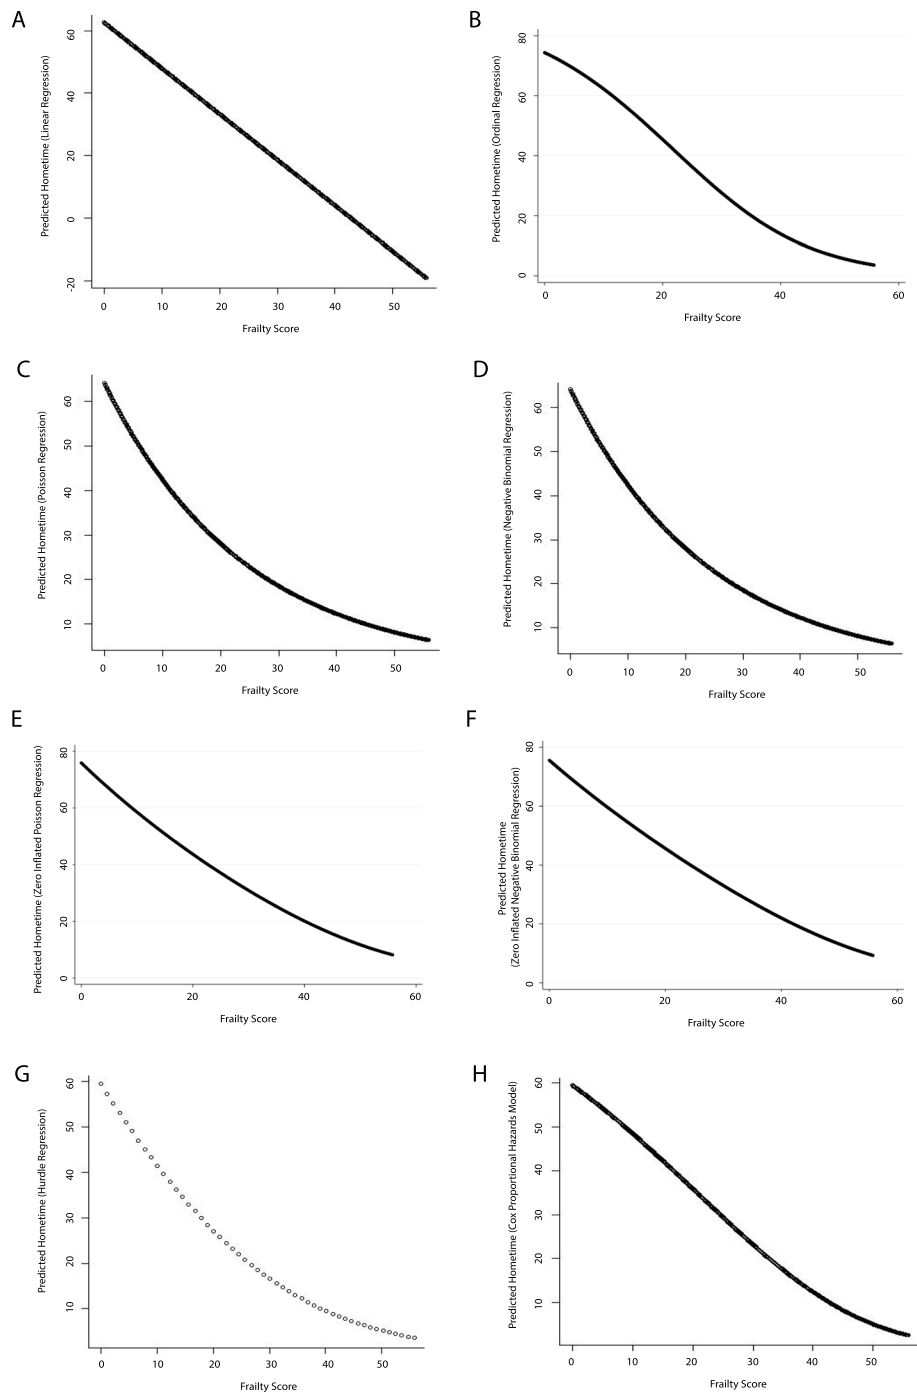 A
Predicted Hometime (Linear Regression)
60
40
20
0
-20
0 10 20 30 40 50
Frailty Score
B
Predicted Hometime (Ordinal Regression)
80
60
40
20
0
0 20 40 60
Frailty Score
C
Predicted Hometime (Poisson Regression)
60
50
40
30
20
10
0 10 20 30 40 50
Frailty Score
D
Predicted Hometime (Negative Binomial Regression)
60
50
40
30
20
10
0 10 20 30 40 50
Frailty Score
E
Predicted Hometime (Zero Inflated Poisson Regression)
80
60
40
20
0
0 20 40 60
Frailty Score
F
Predicted Hometime
(Zero Inflated Negative Binomial Regression)
80
60
40
20
0
0 20 40 60
Frailty Score
G
Predicted Hometime (Hurdle Regression)
60
50
40
30
20
10
0 10 20 30 40 50
Frailty Score
H
Predicted Hometime (Cox Proportional Hazards Model)
60
50
40
30
20
10
0 10 20 30 40 50
Frailty Score